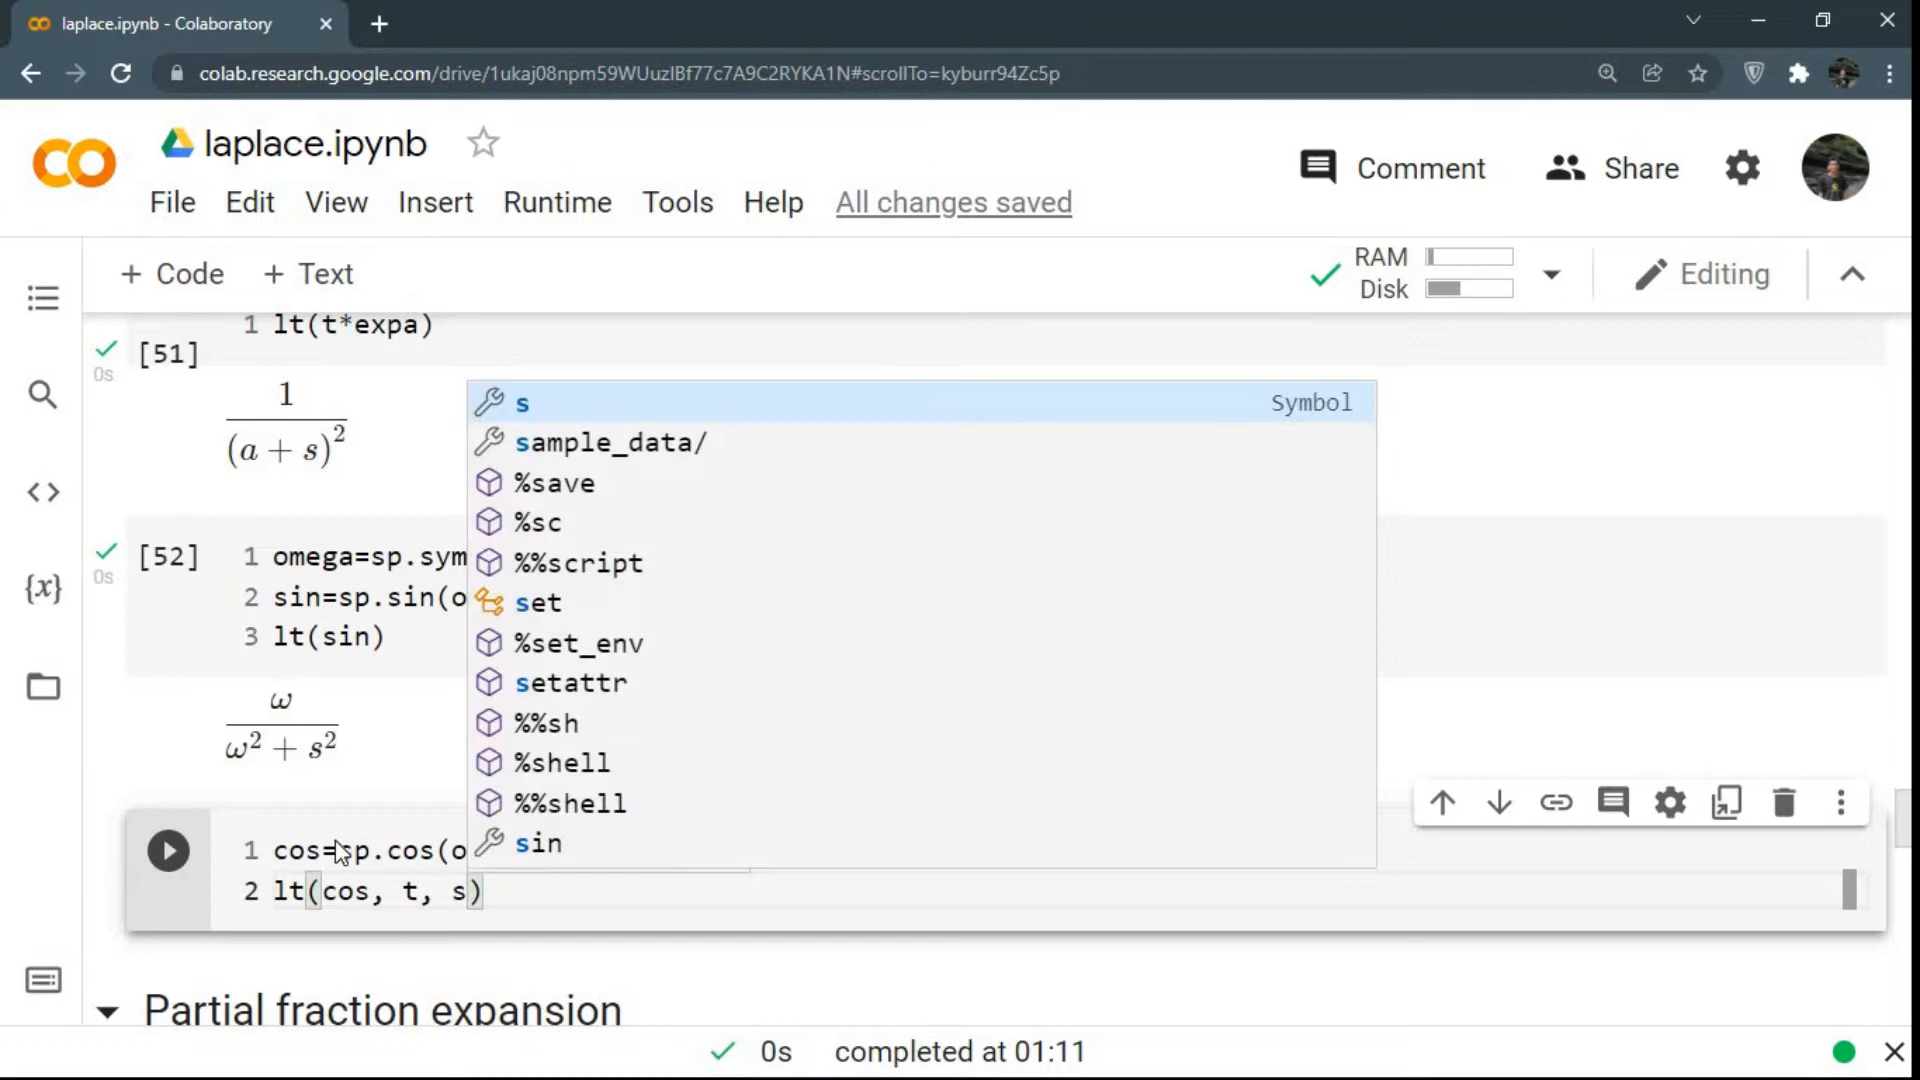 laplace.ipynb - Colaboratory
colab.research.google.com/drive/1ukaj08npm59WUuzIBf77c7A9C2RYKA1N#scrollTo=kyburr94Zc5p
laplace.ipynb
Comment Share
File Edit View Insert Runtime Tools Help All changes saved
+ Code + Text
RAM
Disk
Editing
1 lt(t*expa)
[51]
0s
1
(a + s)^2
s Symbol
sample_data/
%save
%sc
%%script
set
%set_env
setattr
%%sh
%shell
%%shell
sin
[52] 1 omega=sp.sym
0s
2 sin=sp.sin(o
3 lt(sin)
ω
ω² + s²
1 cos=sp.cos(o
2 lt(cos, t, s)
{x}
Partial fraction expansion
0s completed at 01:11